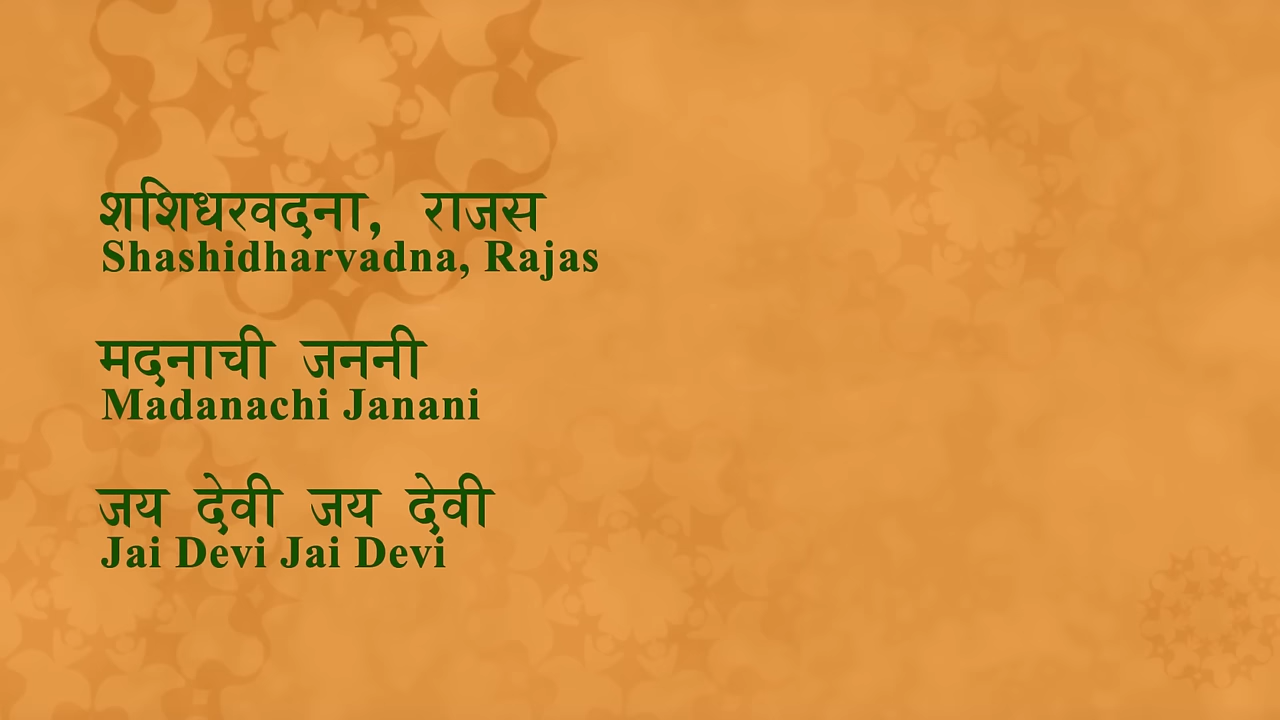 शशिधरवदना, राजस
Shashidharvadna, Rajas
मदनाची जननी
Madanachi Janani
जय देवी जय देवी
Jai Devi Jai Devi